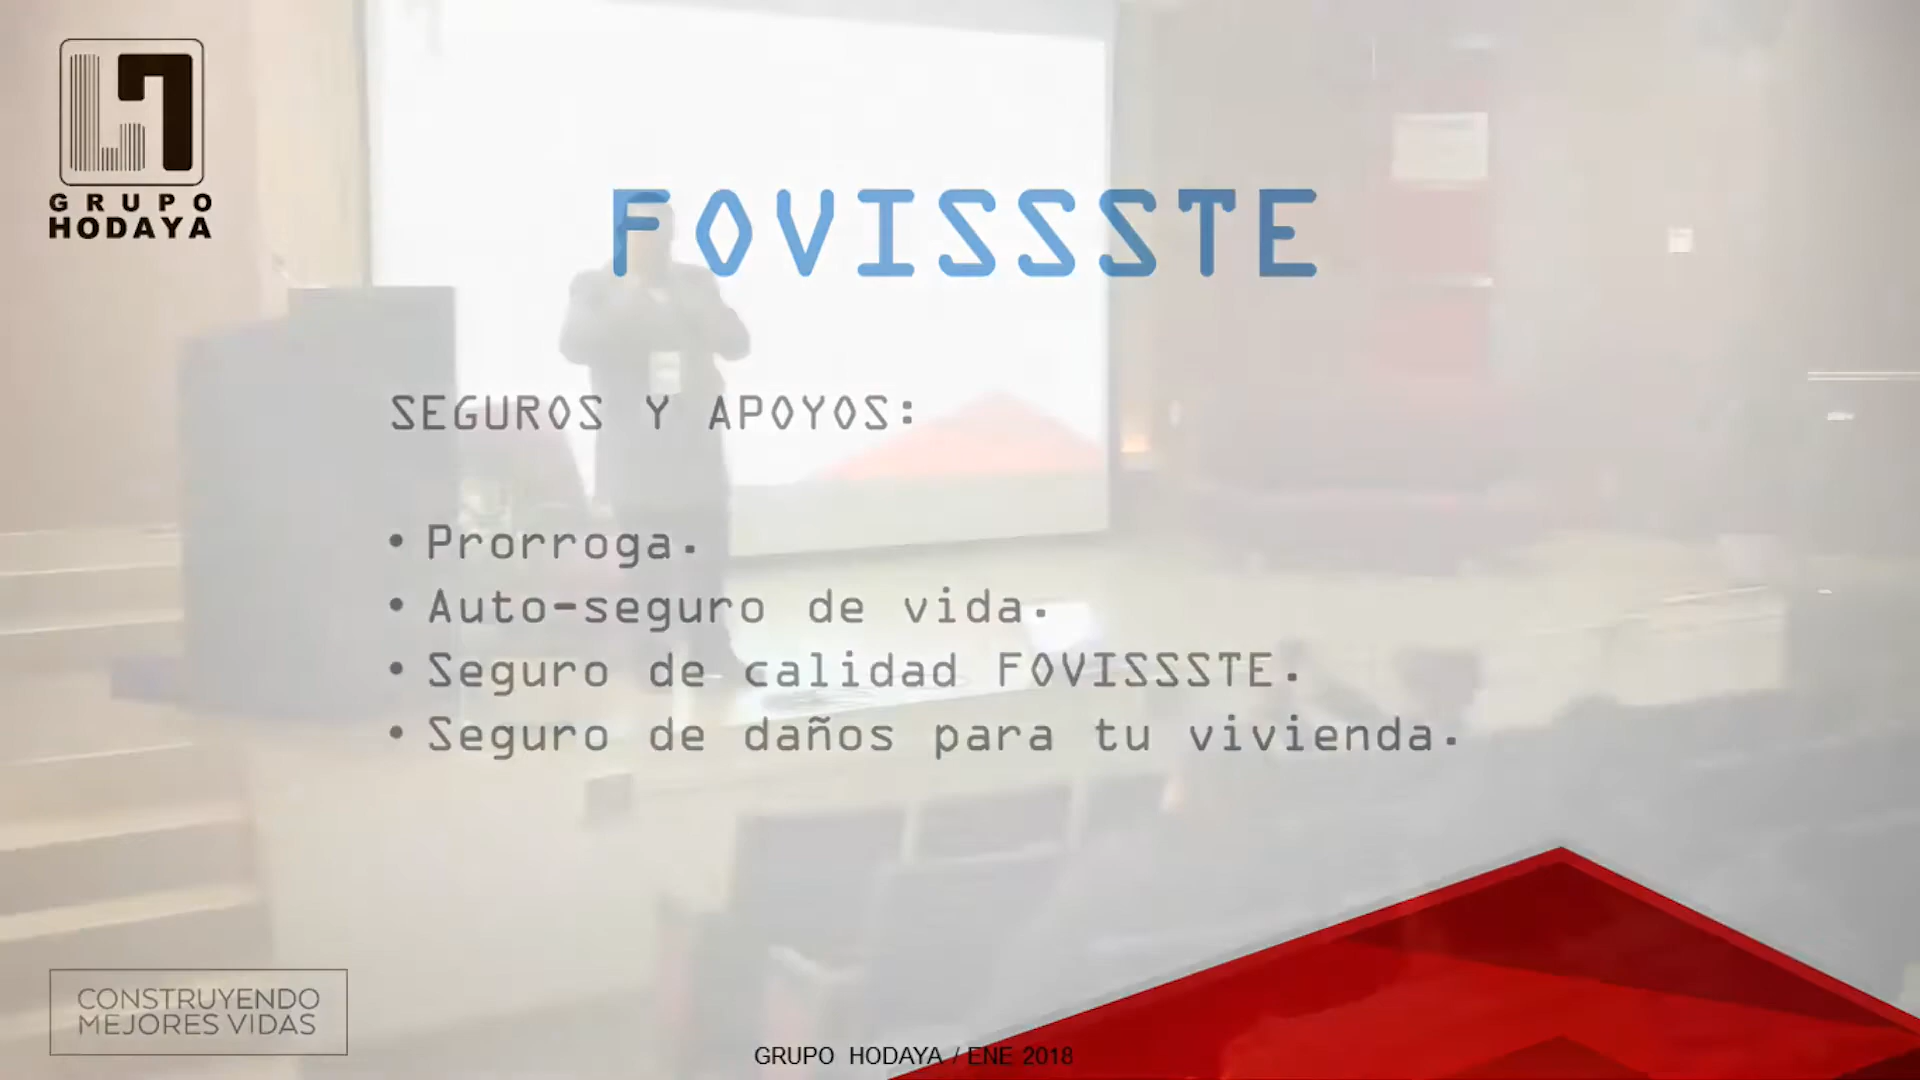 GRUPO
HODAYA
FOVISSSTE
SEGUROS Y APOYOS:
• Prorroga.
• Auto-seguro de vida.
• Seguro de calidad FOVISSSTE.
• Seguro de daños para tu vivienda.
CONSTRUYENDO
MEJORES VIDAS
GRUPO HODAYA / ENE 2018